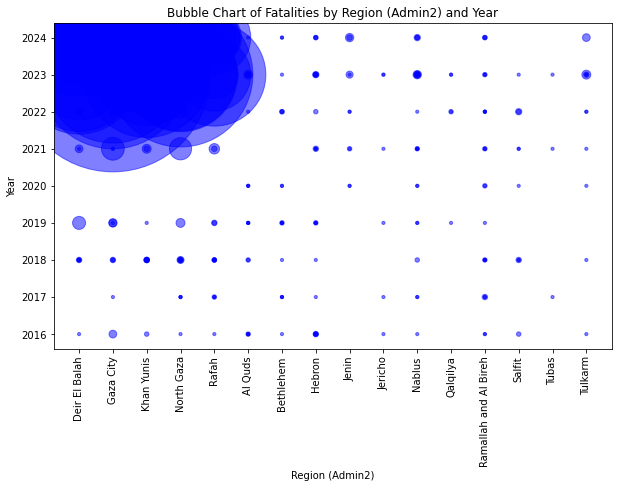 Bubble Chart of Fatalities by Region (Admin2) and Year
Year
2024
2023
2022
2021
2020
2019
2018
2017
2016
Deir El Balah
Gaza City
Khan Yunis
North Gaza
Rafah
Al Quds
Bethlehem
Hebron
Jenin
Jericho
Nablus
Qalqilya
Ramallah and Al Bireh
Salfit
Tubas
Tulkarm
Region (Admin2)